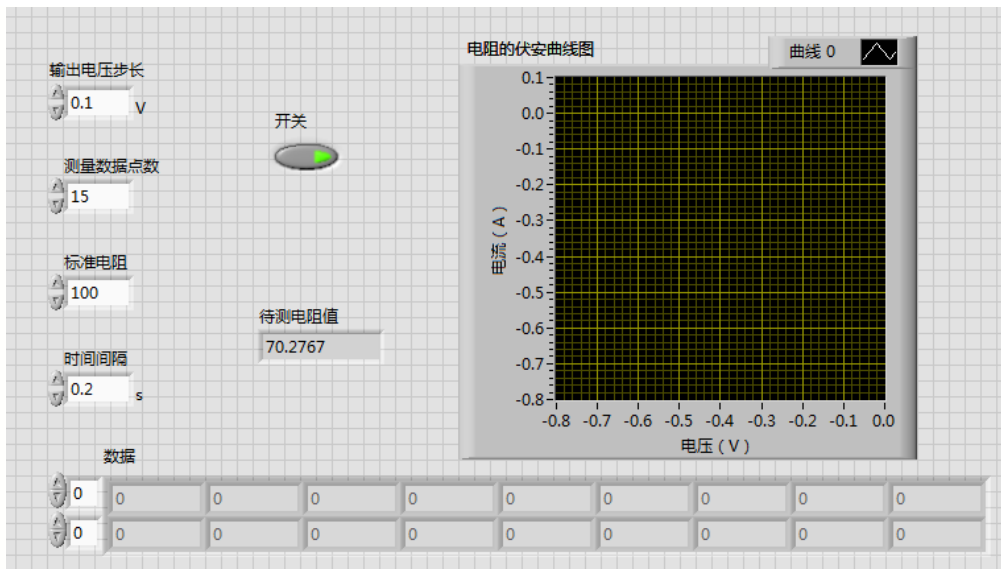 电阻的伏安曲线图
曲线 0
输出电压步长
0.1 V
开关
测量数据点数
15
标准电阻
100
待测电阻值
70.2767
时间间隔
0.2 s
电流 ( A )
0.1
0.0
-0.1
-0.2
-0.3
-0.4
-0.5
-0.6
-0.7
-0.8
-0.8 -0.7 -0.6 -0.5 -0.4 -0.3 -0.2 -0.1 0.0
电压 ( V )
数据
0 0 0 0 0 0 0 0 0 0
0 0 0 0 0 0 0 0 0 0